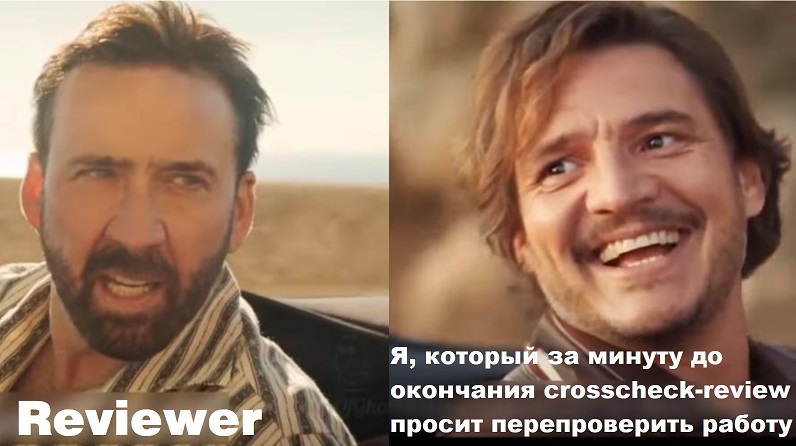 Reviewer
Я, который за минуту до
окончания crosscheck-review
просит перепроверить работу